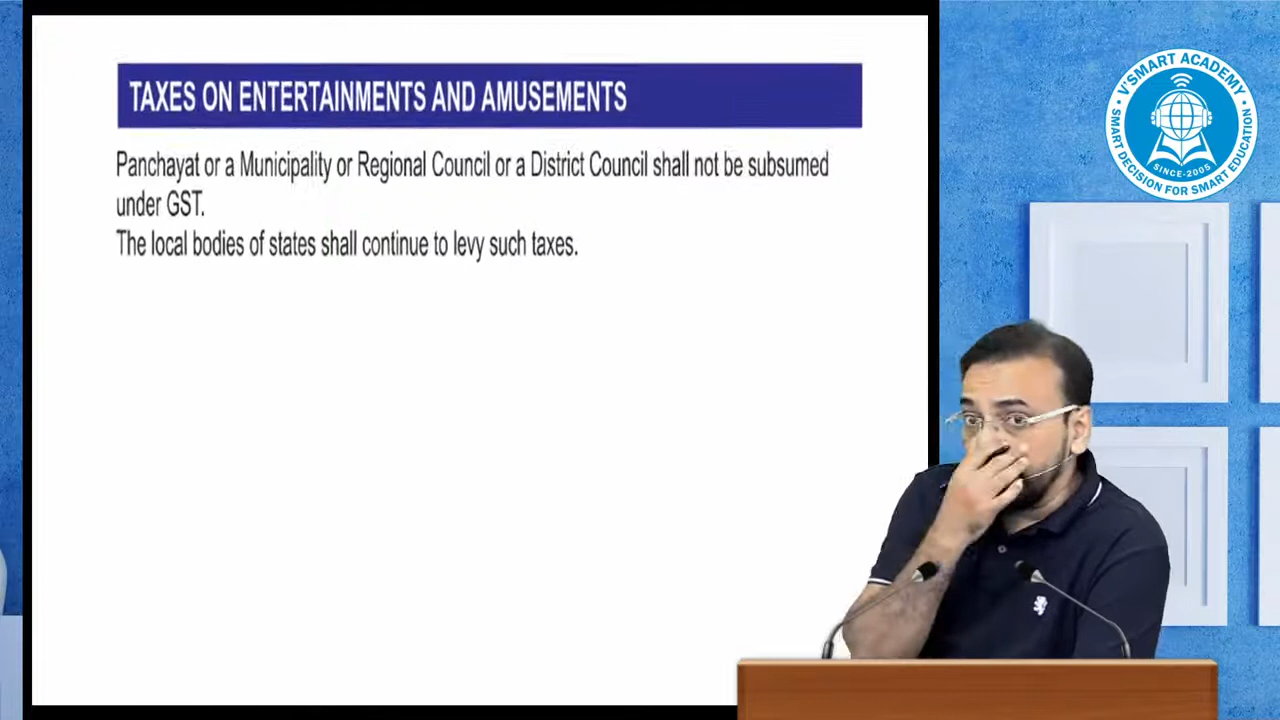 TAXES ON ENTERTAINMENTS AND AMUSEMENTS
Panchayat or a Municipality or Regional Council or a District Council shall not be subsumed
under GST.
The local bodies of states shall continue to levy such taxes.
V'SMART ACADEMY
SINCE-2005
SMART DECISION FOR SMART EDUCATION